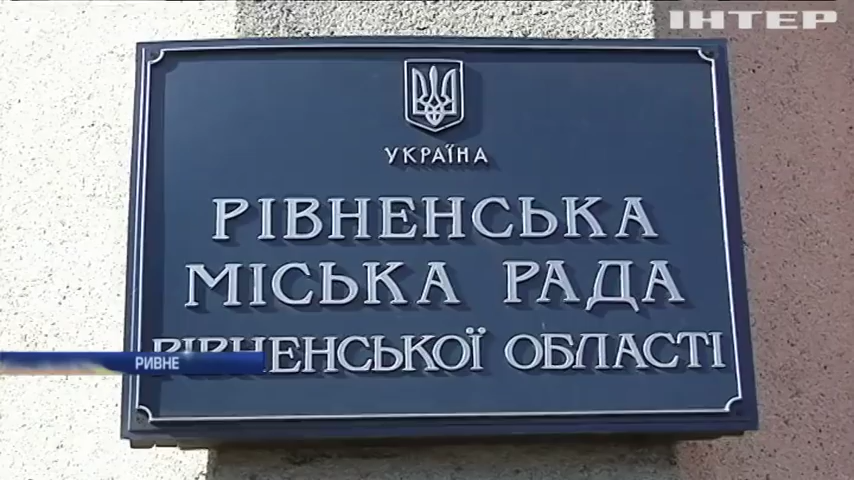 ІНТЕР
УКРАЇНА
РІВНЕНСЬКА
МІСЬКА РАДА
РІВНЕНСЬКОЇ ОБЛАСТІ
РИВНЕ